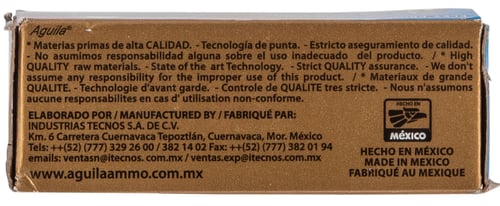 Aguila®
* Materias primas de alta CALIDAD. - Tecnología de punta. - Estricto aseguramiento de calidad.
- No asumimos responsabilidad alguna sobre el uso inadecuado del producto. / * High
QUALITY raw materials. - State of the art Technology. - Strict QUALITY assurance. - We don't
assume any responsibility for the improper use of this product. / * Materiaux de grande
QUALITE. - Technologie d'avant garde. - Controle de QUALITE tres stricte. - Nous n'assumons
aucune responsabilites en cas d' utilisation non-conforme.
ELABORADO POR / MANUFACTURED BY / FABRIQUÉ PAR:
INDUSTRIAS TECNOS S.A. DE C.V.
Km. 6 Carretera Cuernavaca Tepoztlán, Cuernavaca, Mor. México
Tels: ++(52) (777) 329 26 00 / 382 14 02 Fax: ++(52) (777) 382 01 94
email: ventasn@itecnos.com.mx / ventas.exp@itecnos.com.mx
www.aguilaammo.com.mx
HECHO EN
MÉXICO
HECHO EN MEXICO
MADE IN MEXICO
FABRIQUÉ AU MEXIQUE